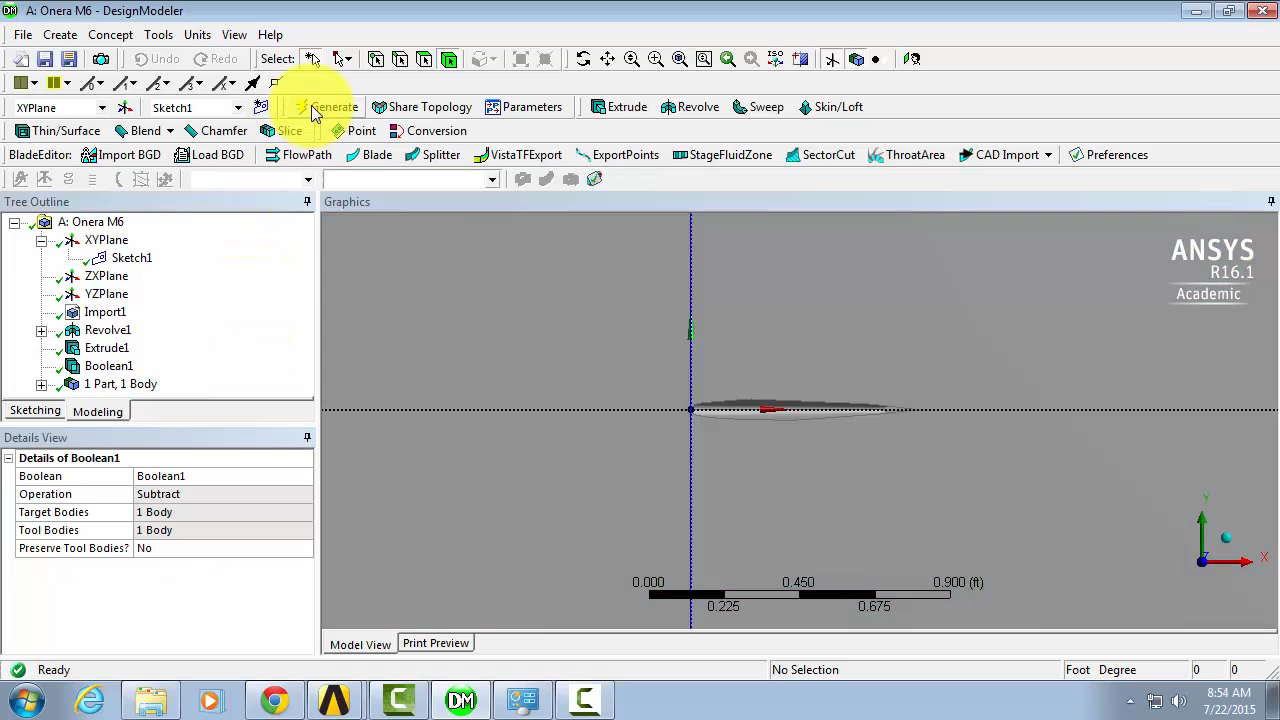 A: Onera M6 - DesignModeler
File Create Concept Tools Units View Help
Undo Redo Select:
XYPlane Sketch1 Generate Share Topology Parameters Extrude Revolve Sweep Skin/Loft
Thin/Surface Blend Chamfer Slice Point Conversion
BladeEditor: Import BGD Load BGD FlowPath Blade Splitter VistaTFExport ExportPoints StageFluidZone SectorCut ThroatArea CAD Import Preferences
Tree Outline
Graphics
A: Onera M6
XYPlane
Sketch1
ZXPlane
YZPlane
Import1
Revolve1
Extrude1
Boolean1
1 Part, 1 Body
Sketching Modeling
Details View
Details of Boolean1
Boolean Boolean1
Operation Subtract
Target Bodies 1 Body
Tool Bodies 1 Body
Preserve Tool Bodies? No
ANSYS
R16.1
Academic
0.000 0.450 0.900 (ft)
0.225 0.675
Y
X
Z
Model View Print Preview
Ready No Selection Foot Degree 0 0
DM
8:54 AM
7/22/2015